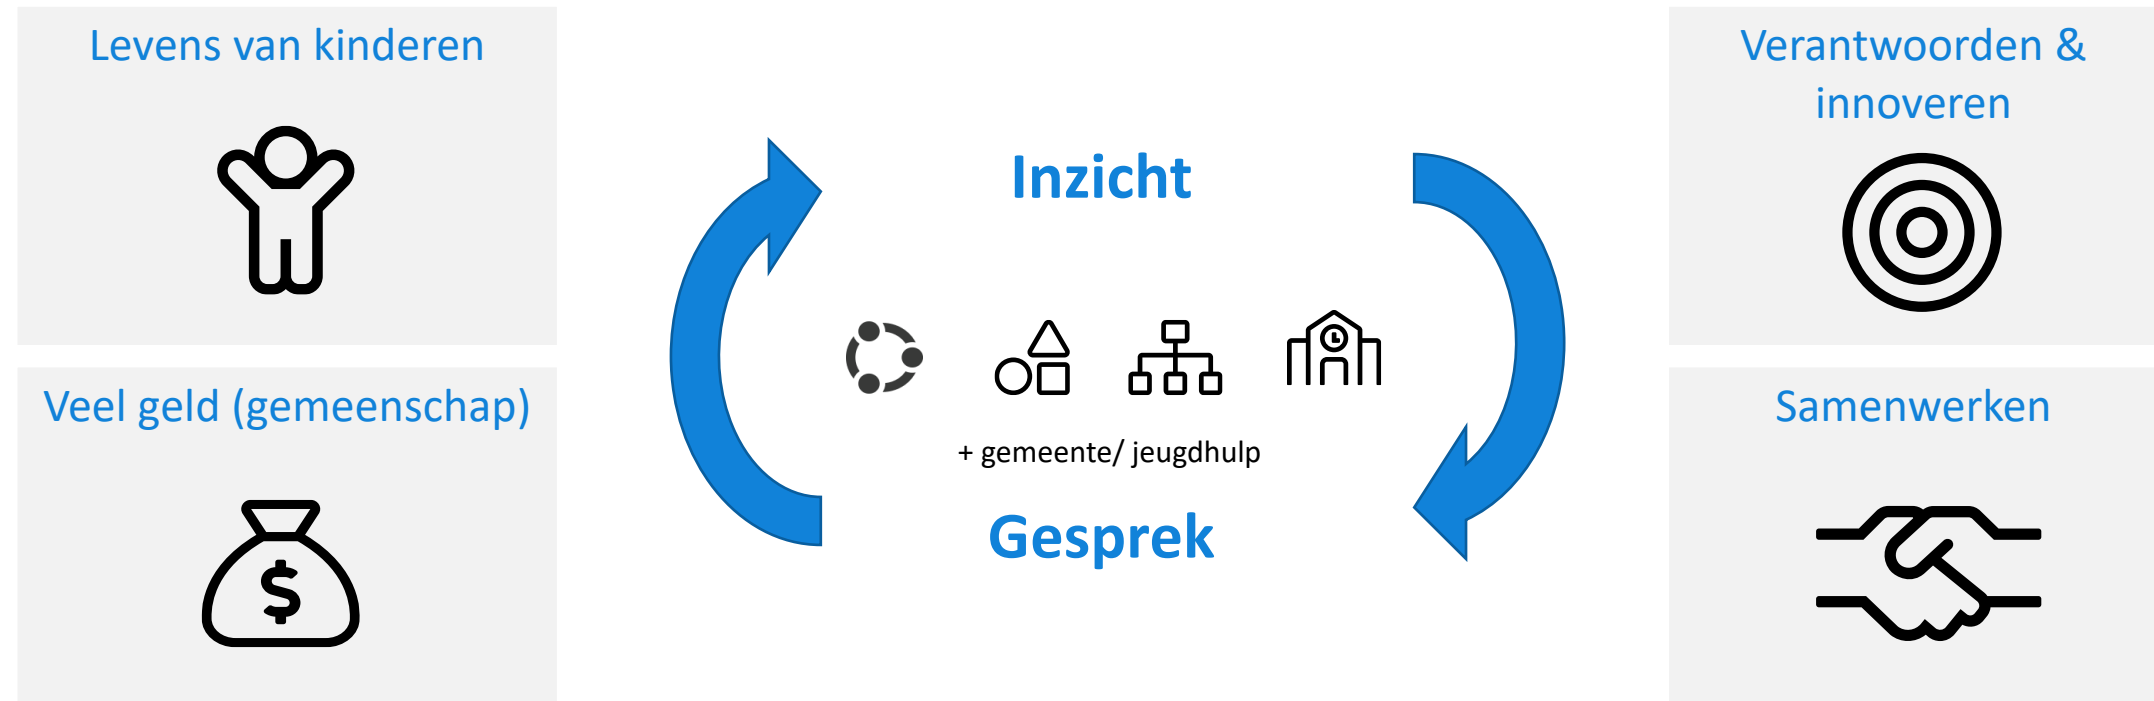 Levens van kinderen
Veel geld (gemeenschap)
$
Inzicht
+ gemeente/ jeugdhulp
Gesprek
Verantwoorden &
innoveren
Samenwerken